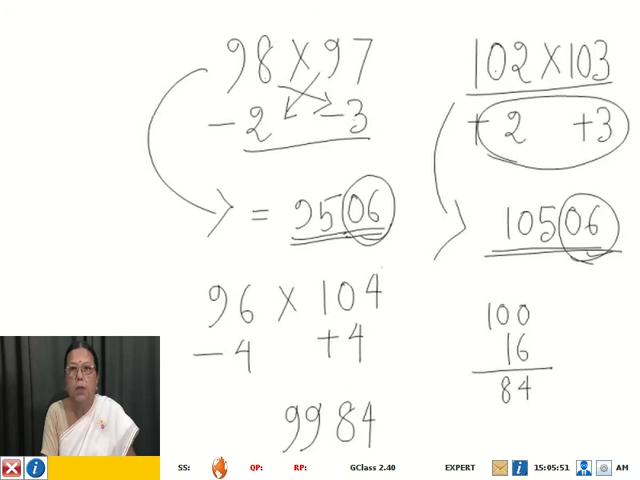 98 X 97
- 2 - 3
= 9506
102 X 103
+ 2 + 3
10506
96 X 104
- 4 + 4
9984
100
16
84
SS: QP: RP: GClass 2.40 EXPERT 15:05:51 AM